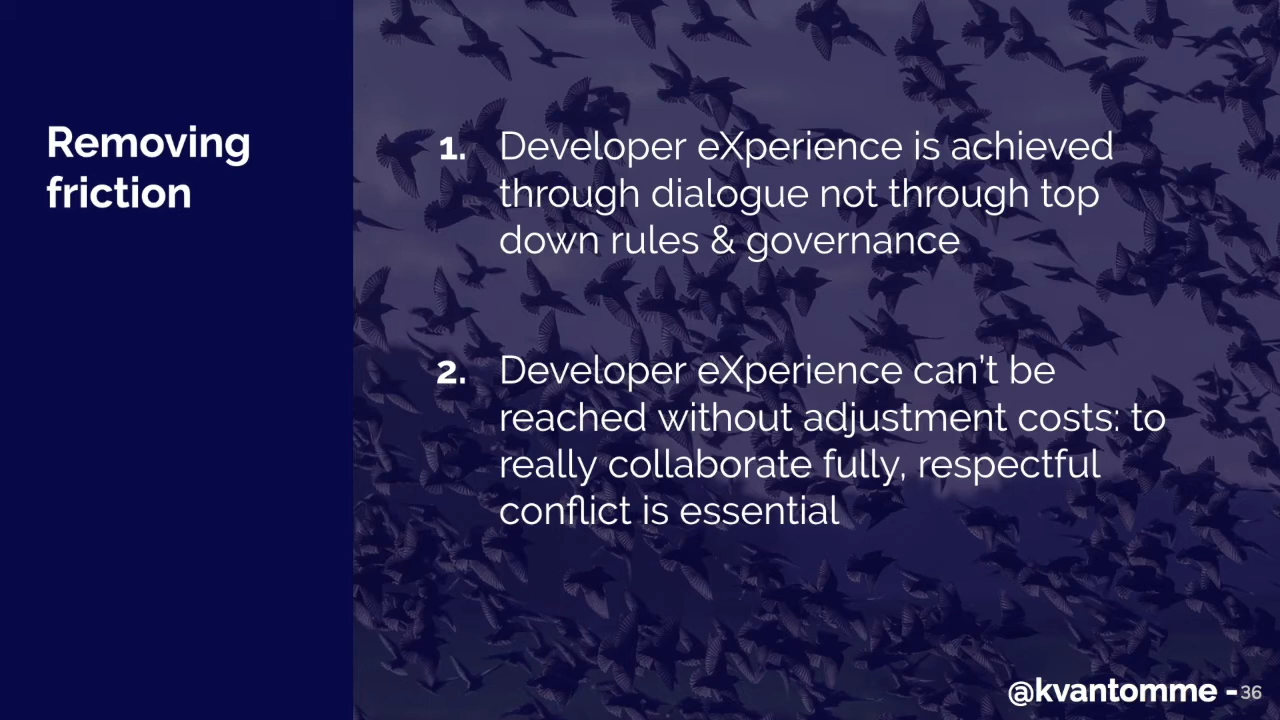 Removing
friction
1. Developer eXperience is achieved
through dialogue not through top
down rules & governance
2. Developer eXperience can’t be
reached without adjustment costs: to
really collaborate fully, respectful
conflict is essential
@kvantomme - 36